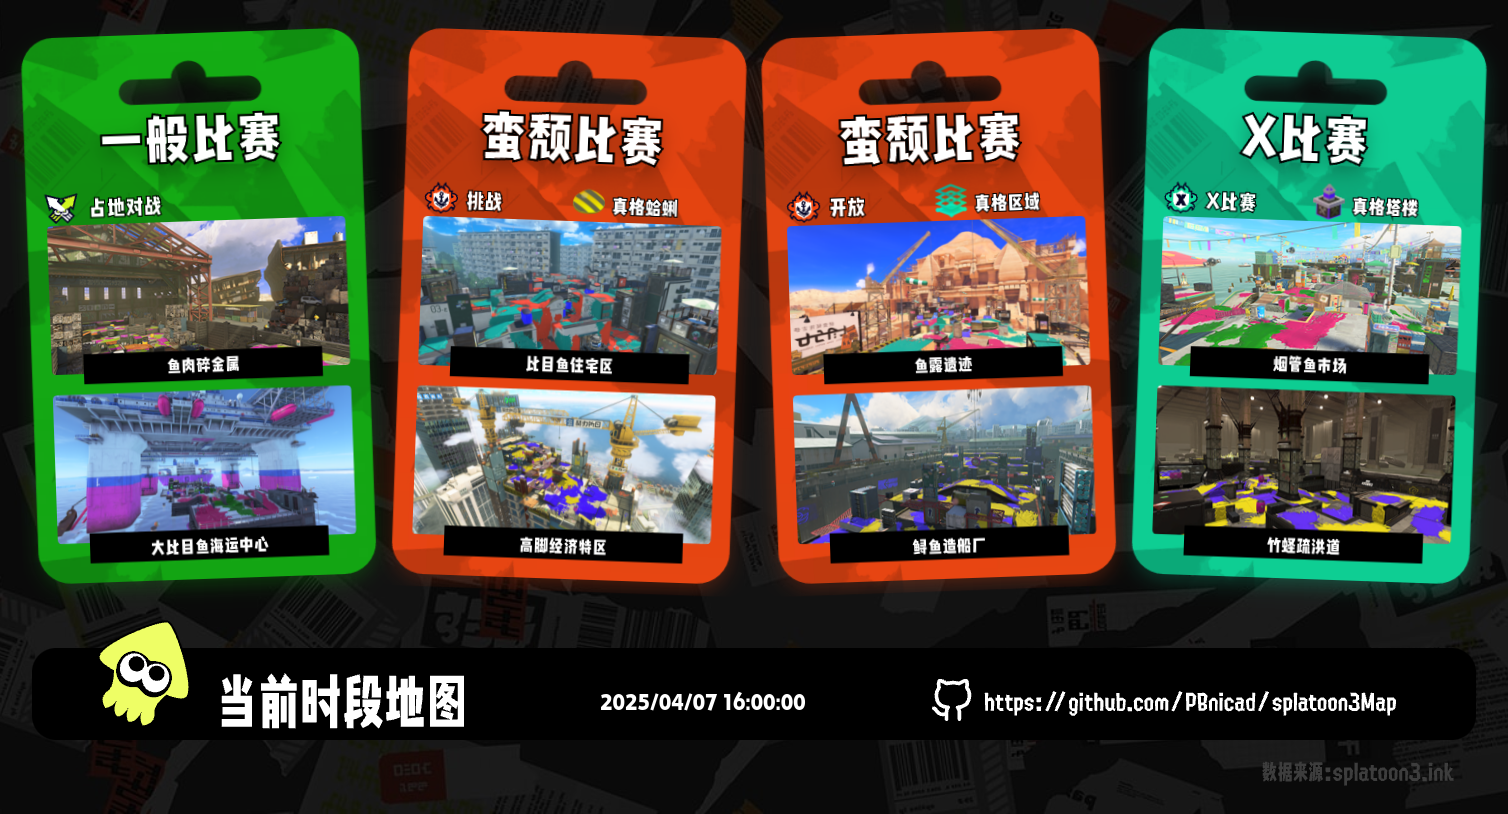 一般比赛
占地对战
鱼肉碎金属
大比目鱼海运中心
蛮颓比赛
挑战
真格蛤蜊
比目鱼住宅区
高脚经济特区
蛮颓比赛
开放
真格区域
鱼露遗迹
鲟鱼造船厂
X比赛
X比赛
真格塔楼
烟管鱼市场
竹蛏疏洪道
当前时段地图
2025/04/07 16:00:00
https://github.com/PBnicad/splatoon3Map
数据来源:splatoon3.ink